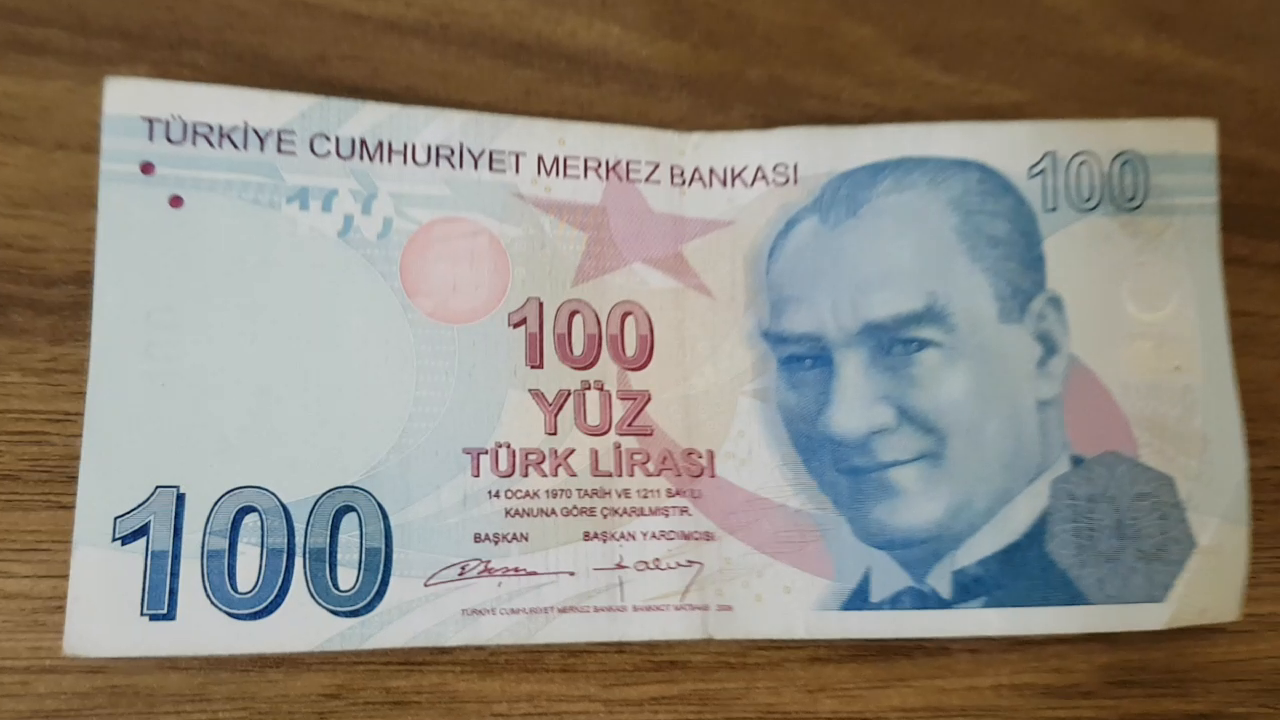 TÜRKİYE CUMHURİYET MERKEZ BANKASI
100
100
100
YÜZ
TÜRK LİRASI
14 OCAK 1970 TARİH VE 1211 SAYILI
KANUNA GÖRE ÇIKARILMIŞTIR.
BAŞKAN BAŞKAN YARDIMCISI
100
TÜRKİYE CUMHURİYET MERKEZ BANKASI BANKNOT MATBAASI 2009